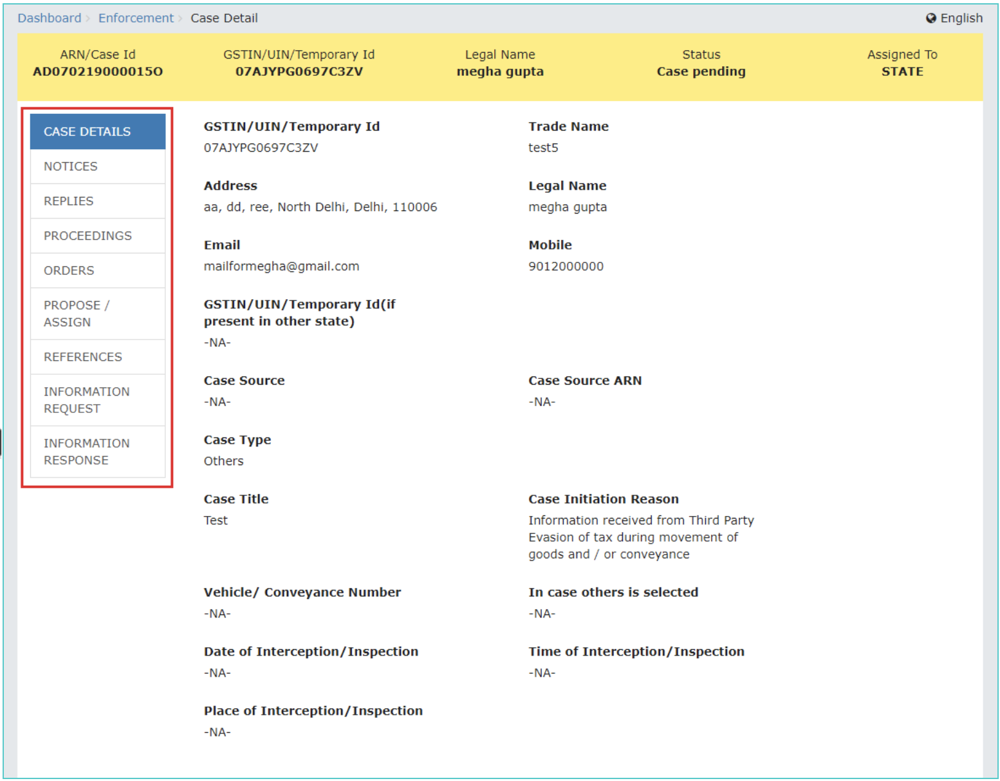 Dashboard > Enforcement > Case Detail
English
ARN/Case Id
AD070219000015O
GSTIN/UIN/Temporary Id
07AJYPG0697C3ZV
Legal Name
megha gupta
Status
Case pending
Assigned To
STATE
CASE DETAILS
NOTICES
REPLIES
PROCEEDINGS
ORDERS
PROPOSE /
ASSIGN
REFERENCES
INFORMATION
REQUEST
INFORMATION
RESPONSE
GSTIN/UIN/Temporary Id
07AJYPG0697C3ZV
Trade Name
test5
Address
aa, dd, ree, North Delhi, Delhi, 110006
Legal Name
megha gupta
Email
mailformegha@gmail.com
Mobile
9012000000
GSTIN/UIN/Temporary Id(if
present in other state)
-NA-
Case Source
-NA-
Case Source ARN
-NA-
Case Type
Others
Case Title
Test
Case Initiation Reason
Information received from Third Party
Evasion of tax during movement of
goods and / or conveyance
Vehicle/ Conveyance Number
-NA-
In case others is selected
-NA-
Date of Interception/Inspection
-NA-
Time of Interception/Inspection
-NA-
Place of Interception/Inspection
-NA-